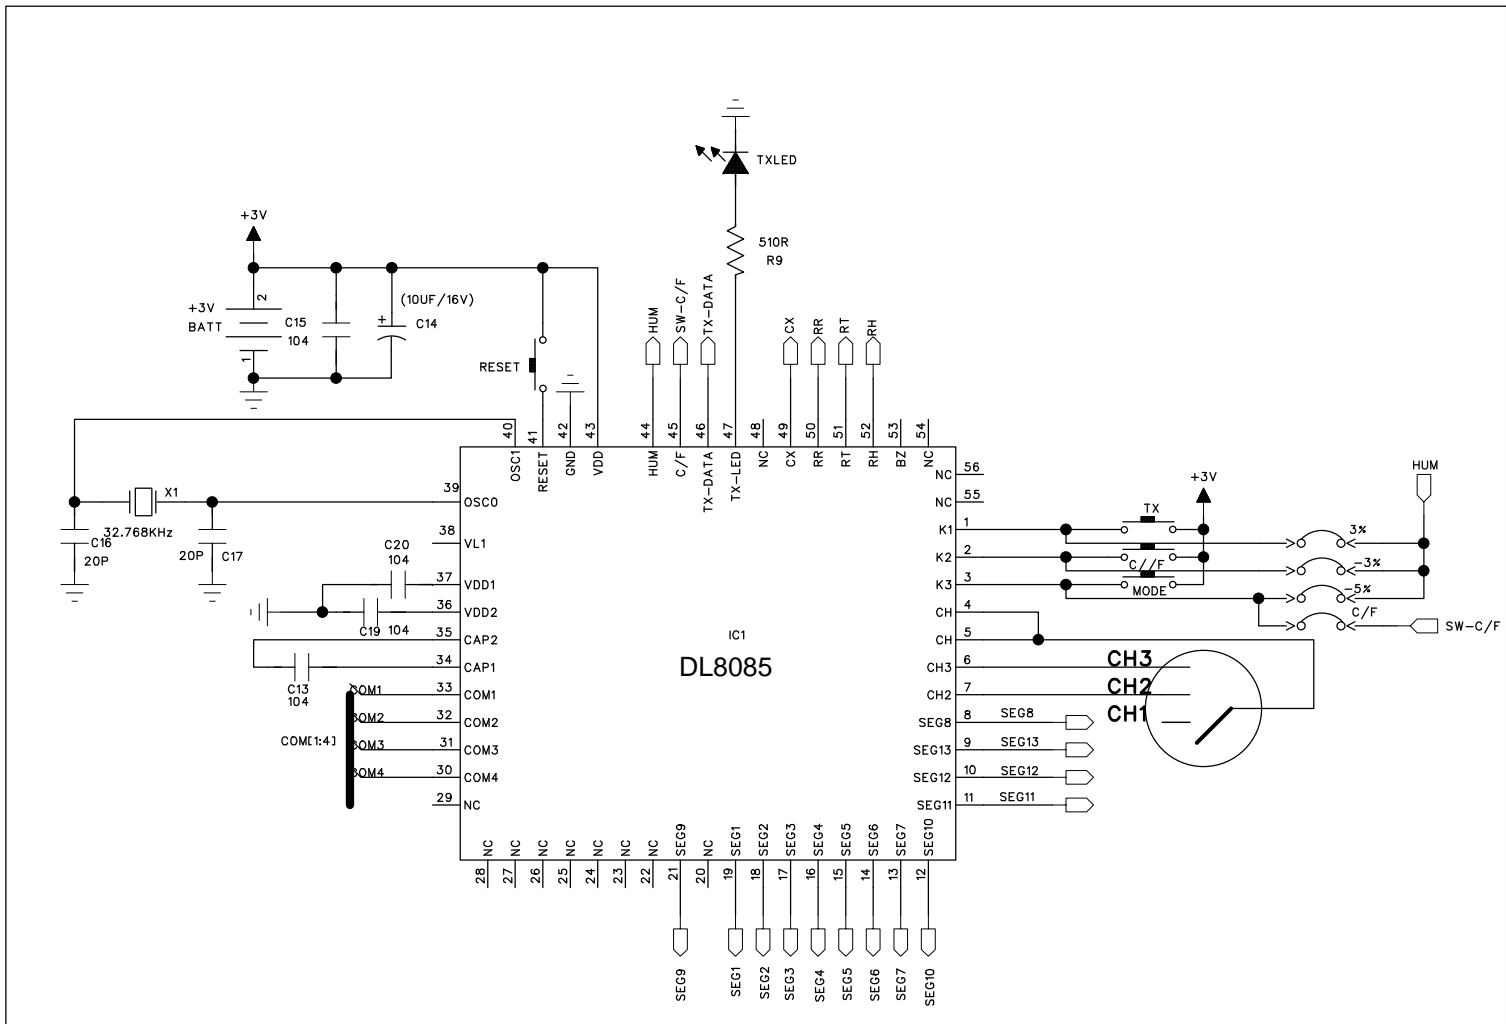 TXLED
510R
R9
+3V
+3V
BATT
2
1
C15
104
(10UF/16V)
+
C14
RESET
HUM
SW-C/F
TX-DATA
CX
RR
RT
RH
40
41
42
43
44
45
46
47
48
49
50
51
52
53
54
OSC1
RESET
GND
VDD
HUM
C/F
TX-DATA
TX-LED
NC
CX
RR
RT
RH
BZ
NC
X1
32.768KHz
C16
20P
20P
C17
C20
104
C19
104
C13
104
COM1
COM2
COM3
COM4
COM[1:4]
39
OSC0
38
VL1
37
VDD1
36
VDD2
35
CAP2
34
CAP1
33
COM1
32
COM2
31
COM3
30
COM4
29
NC
IC1
DL8085
NC
56
NC
55
K1
1
K2
2
K3
3
CH
4
CH
5
CH3
6
CH2
7
SEG8
8
SEG8
SEG13
9
SEG13
SEG12
10
SEG12
SEG11
11
SEG11
+3V
TX
C//F
MODE
HUM
3%
-3%
-5%
C/F
SW-C/F
CH3
CH2
CH1
NC
NC
NC
NC
NC
NC
NC
SEG9
NC
SEG1
SEG2
SEG3
SEG4
SEG5
SEG6
SEG7
SEG10
28
27
26
25
24
23
22
21
20
19
18
17
16
15
14
13
12
SEG9
SEG1
SEG2
SEG3
SEG4
SEG5
SEG6
SEG7
SEG10